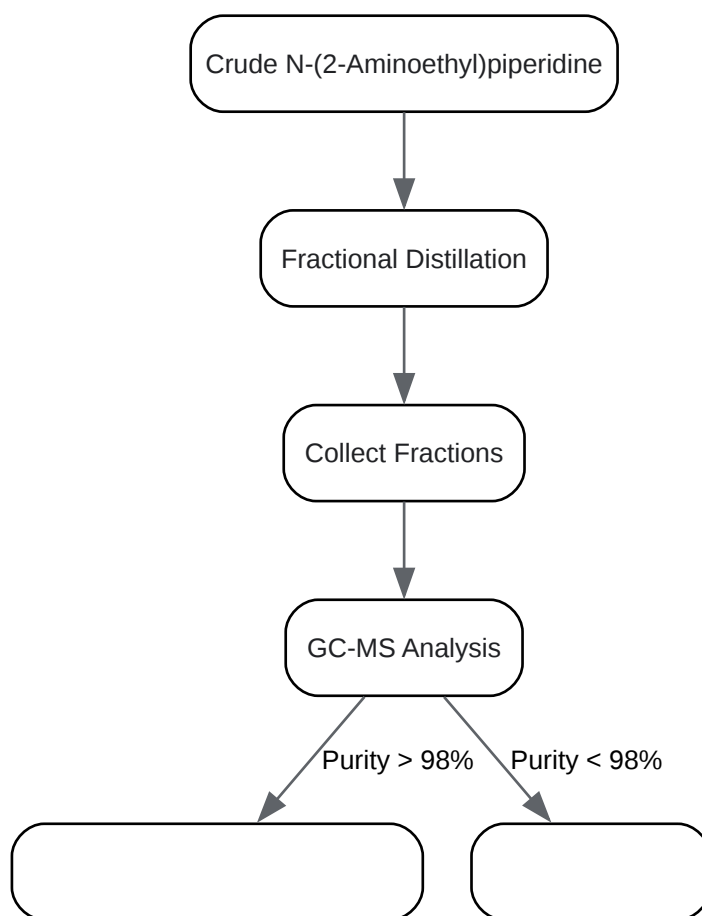 Crude N-(2-Aminoethyl)piperidine
Fractional Distillation
Collect Fractions
GC-MS Analysis
Purity > 98%
Purity < 98%